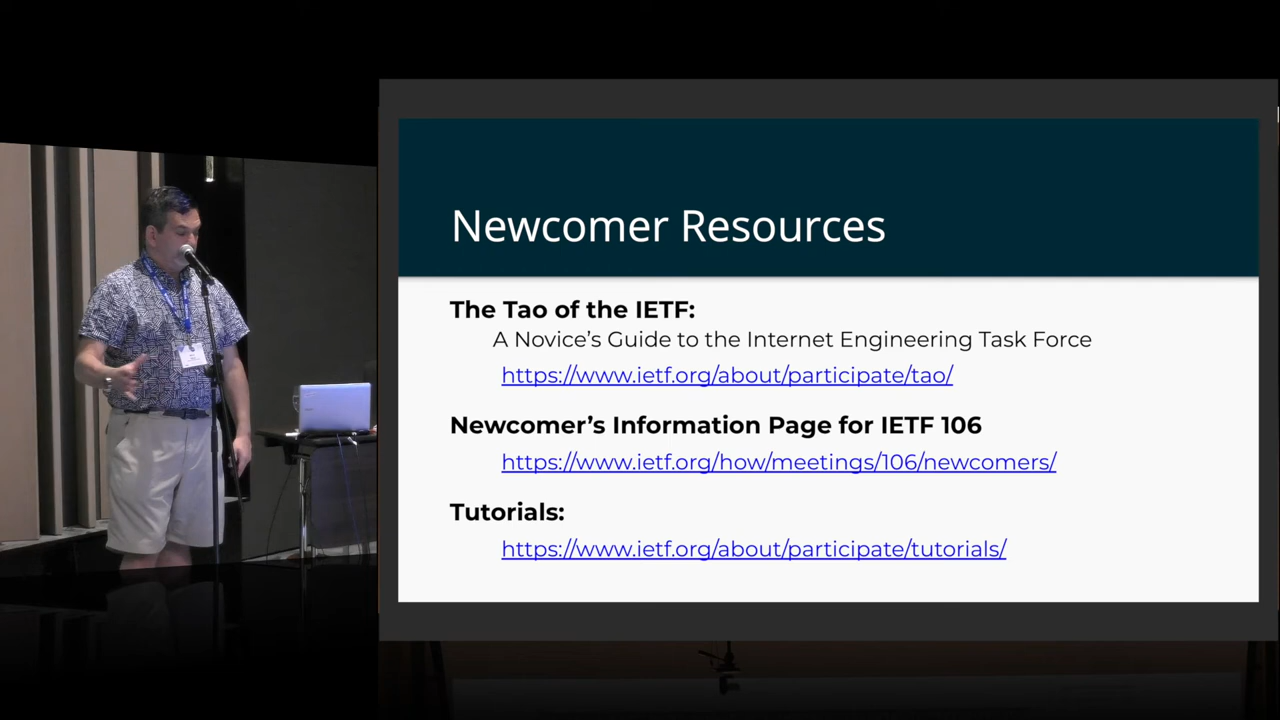 Newcomer Resources
The Tao of the IETF:
A Novice’s Guide to the Internet Engineering Task Force
https://www.ietf.org/about/participate/tao/
Newcomer’s Information Page for IETF 106
https://www.ietf.org/how/meetings/106/newcomers/
Tutorials:
https://www.ietf.org/about/participate/tutorials/